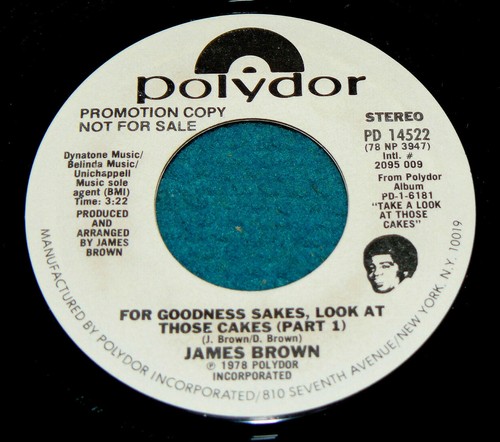 polydor
PROMOTION COPY
NOT FOR SALE
Dynatone Music/
Belinda Music/
Unichappell
Music sole
agent (BMI)
Time: 3:22
PRODUCED
AND
ARRANGED
BY JAMES
BROWN
STEREO
PD 14522
(78 NP 3947)
Intl. #
2095 009
From Polydor
Album
PD-1-6181
"TAKE A LOOK
AT THOSE
CAKES"
FOR GOODNESS SAKES, LOOK AT
THOSE CAKES (PART 1)
(J. Brown/D. Brown)
JAMES BROWN
℗ 1978 POLYDOR
INCORPORATED
MANUFACTURED BY POLYDOR INCORPORATED/810 SEVENTH AVENUE/NEW YORK, N.Y. 10019